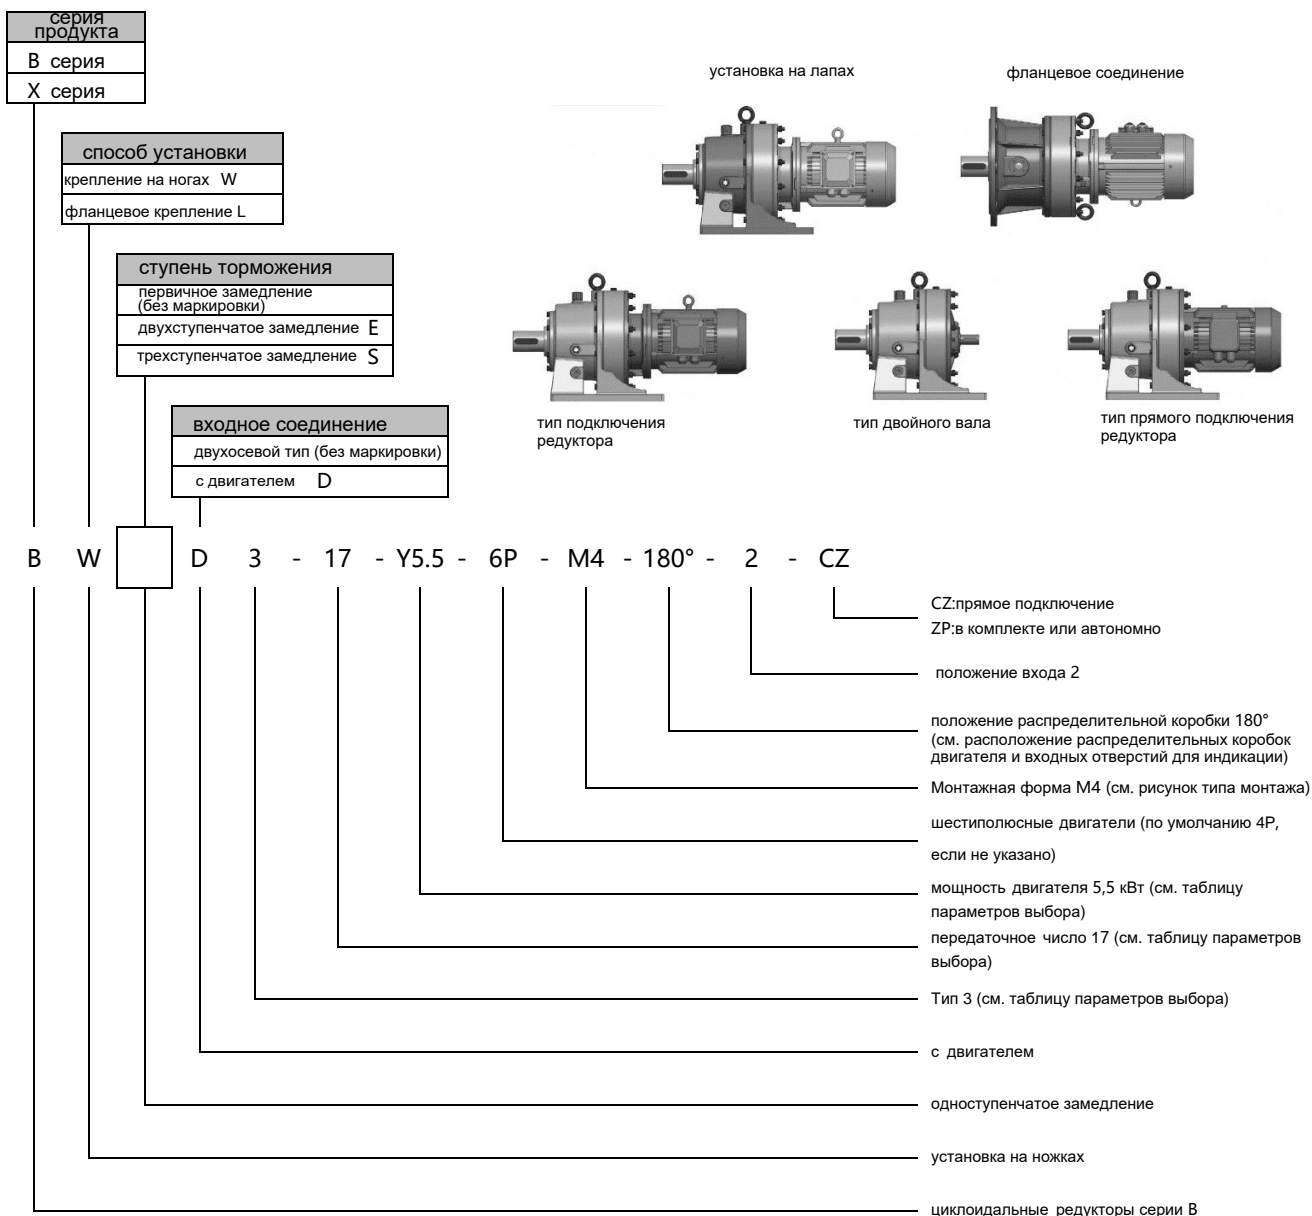 серия
продукта
B серия
X серия
способ установки
крепление на ногах W
фланцевое крепление L
ступень торможения
первичное замедление
(без маркировки)
двухступенчатое замедление E
трехступенчатое замедление S
входное соединение
двухосевой тип (без маркировки)
с двигателем D
установка на лапах
фланцевое соединение
тип подключения
редуктора
тип двойного вала
тип прямого подключения
редуктора
B W D 3 - 17 - Y5.5 - 6P - M4 - 180° - 2 - CZ
CZ:прямое подключение
ZP:в комплекте или автономно
положение входа 2
положение распределительной коробки 180°
(см. расположение распределительных коробок
двигателя и входных отверстий для индикации)
Монтажная форма M4 (см. рисунок типа монтажа)
шестиполюсные двигатели (по умолчанию 4P,
если не указано)
мощность двигателя 5,5 кВт (см. таблицу
параметров выбора)
передаточное число 17 (см. таблицу параметров
выбора)
Тип 3 (см. таблицу параметров выбора)
с двигателем
одноступенчатое замедление
установка на ножках
циклоидальные редукторы серии B